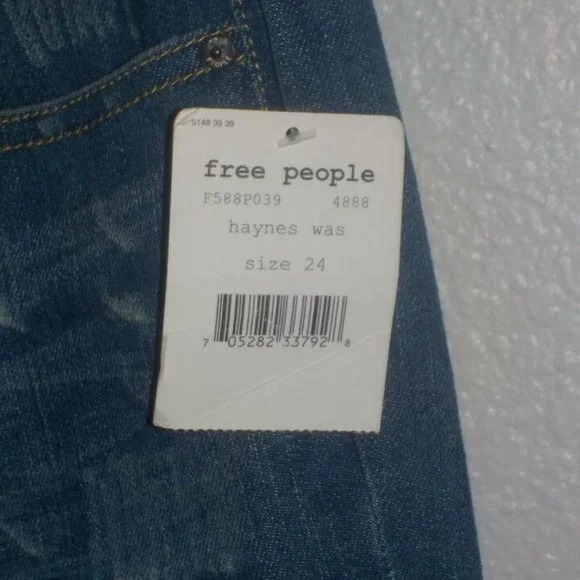 5148 39 39
free people
F588P039 4888
haynes was
size 24
7 05282 33792 8